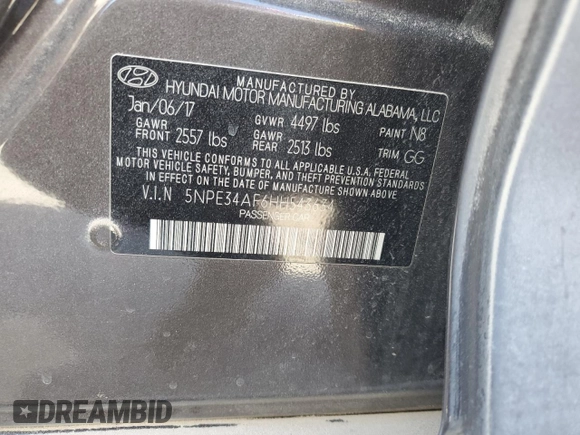 MANUFACTURED BY
HYUNDAI MOTOR MANUFACTURING ALABAMA, LLC
Jan/06/17 GVWR 4497 lbs PAINT N8
GAWR FRONT 2557 lbs GAWR REAR 2513 lbs TRIM GG
THIS VEHICLE CONFORMS TO ALL APPLICABLE U.S.A. FEDERAL
MOTOR VEHICLE SAFETY, BUMPER, AND THEFT PREVENTION STANDARDS
IN EFFECT ON THE DATE OF MANUFACTURE SHOWN ABOVE
V.I.N
PASSENGER CAR
DREAMBID